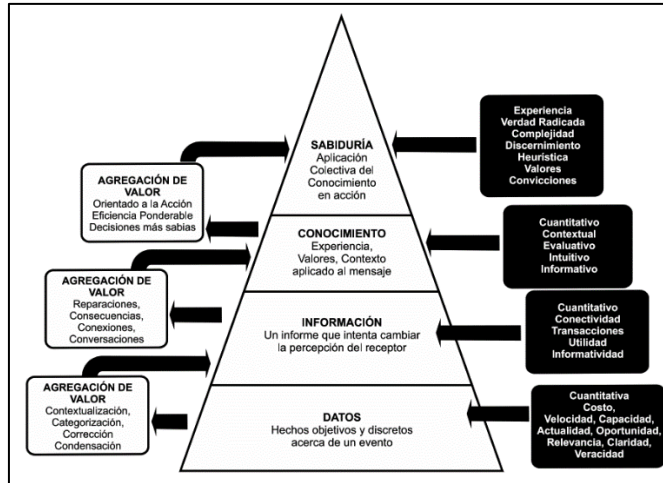 SABIDURÍA
Aplicación
Colectiva del
Conocimiento
en acción
Experiencia
Verdad Radicada
Complejidad
Discernimiento
Heurística
Valores
Convicciones
AGREGACIÓN DE
VALOR
Orientado a la Acción
Eficiencia Ponderable
Decisiones más sabias
CONOCIMIENTO
Experiencia,
Valores, Contexto
aplicado al mensaje
Cuantitativo
Contextual
Evaluativo
Intuitivo
Informativo
AGREGACIÓN DE
VALOR
Reparaciones,
Consecuencias,
Conexiones,
Conversaciones
INFORMACIÓN
Un informe que intenta cambiar
la percepción del receptor
Cuantitativo
Conectividad
Transacciones
Utilidad
Informatividad
AGREGACIÓN DE
VALOR
Contextualización,
Categorización,
Corrección
Condensación
DATOS
Hechos objetivos y discretos
acerca de un evento
Cuantitativa
Costo,
Velocidad, Capacidad,
Actualidad, Oportunidad,
Relevancia, Claridad,
Veracidad